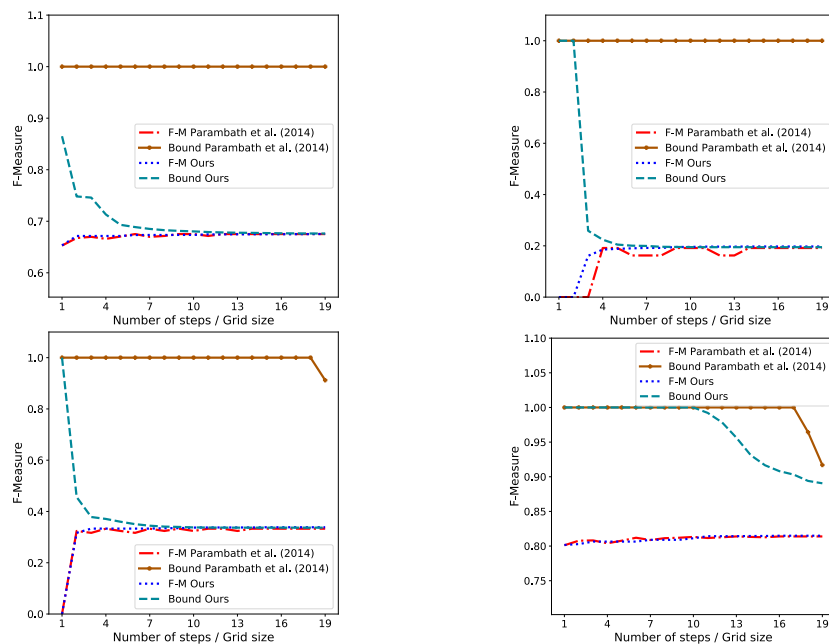 1.1
1.0
0.9
0.8
0.7
0.6
F-Measure
F-M Parambath et al. (2014)
Bound Parambath et al. (2014)
F-M Ours
Bound Ours
1 4 7 10 13 16 19
Number of steps / Grid size
1.0
0.8
0.6
0.4
0.2
0.0
F-Measure
F-M Parambath et al. (2014)
Bound Parambath et al. (2014)
F-M Ours
Bound Ours
1 4 7 10 13 16 19
Number of steps / Grid size
1.0
0.8
0.6
0.4
0.2
0.0
F-Measure
F-M Parambath et al. (2014)
Bound Parambath et al. (2014)
F-M Ours
Bound Ours
1 4 7 10 13 16 19
Number of steps / Grid size
1.10
1.05
1.00
0.95
0.90
0.85
0.80
0.75
F-Measure
F-M Parambath et al. (2014)
Bound Parambath et al. (2014)
F-M Ours
Bound Ours
1 4 7 10 13 16 19
Number of steps / Grid size